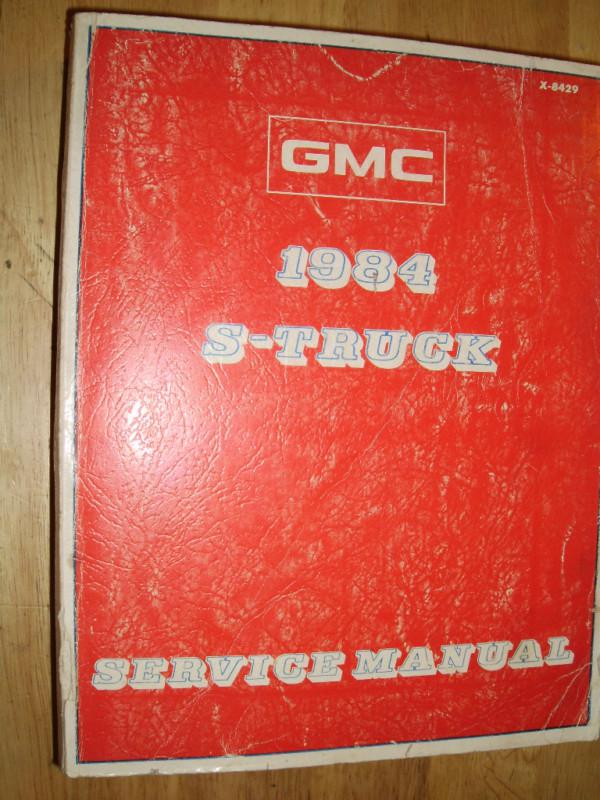 X-8429
GMC
1984
S-TRUCK
SERVICE MANUAL